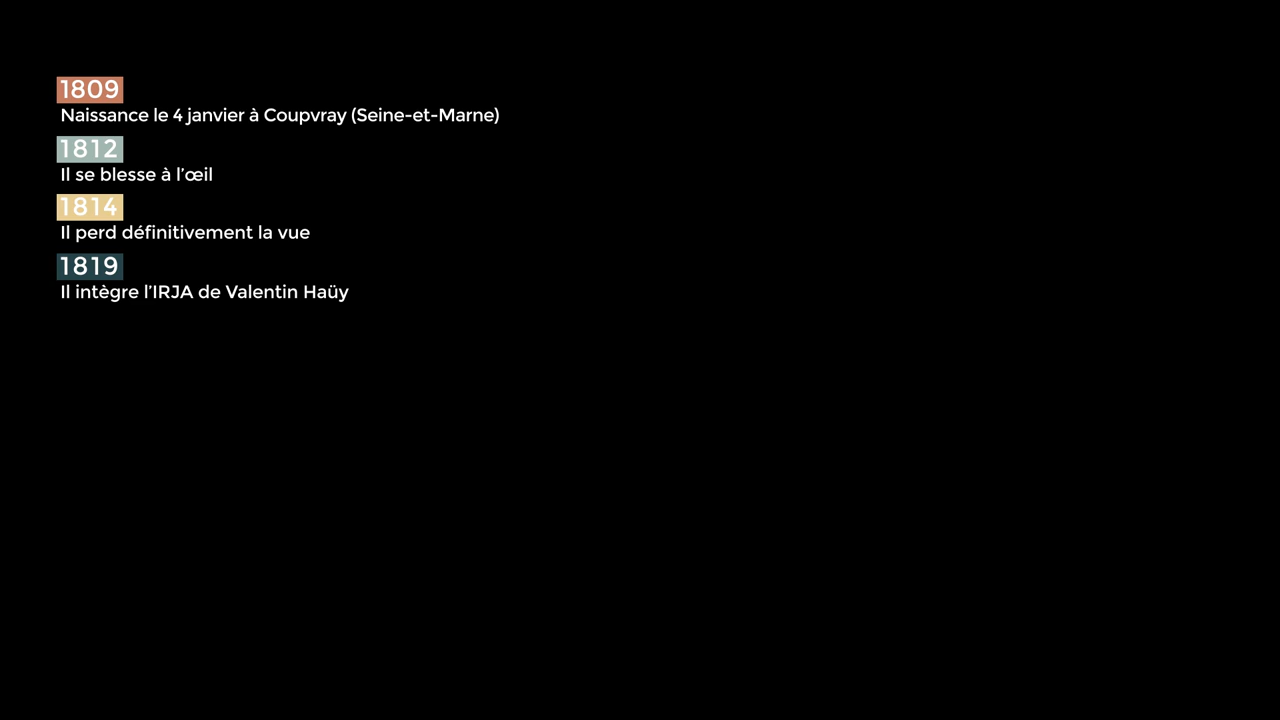 1809
Naissance le 4 janvier à Coupvray (Seine-et-Marne)
1812
Il se blesse à l’œil
1814
Il perd définitivement la vue
1819
Il intègre l’IRJA de Valentin Haüy